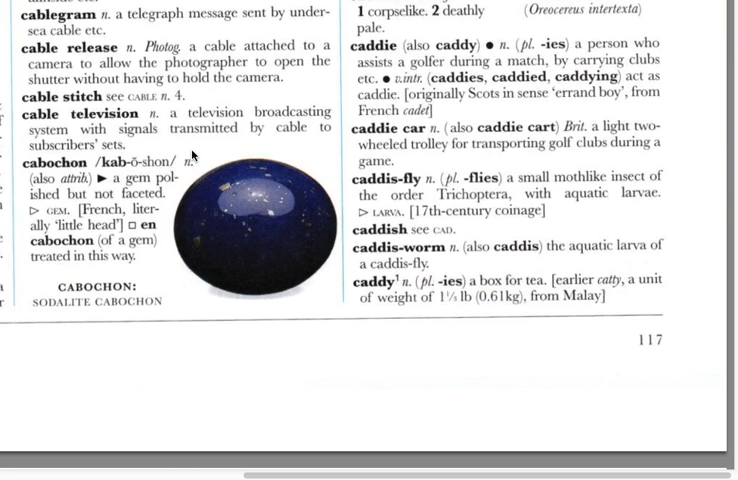 cablegram n. a telegraph message sent by under-
sea cable etc.
cable release n. Photog. a cable attached to a
camera to allow the photographer to open the
shutter without having to hold the camera.
cable stitch see CABLE n. 4.
cable television n. a television broadcasting
system with signals transmitted by cable to
subscribers' sets.
cabochon /kab-ō-shon/ n.
(also attrib.) ► a gem pol-
ished but not faceted.
▷ GEM. [French, liter-
ally 'little head'] □ en
cabochon (of a gem)
treated in this way.
CABOCHON:
SODALITE CABOCHON
1 corpselike. 2 deathly
pale.
(Oreocereus intertexta)
caddie (also caddy) ● n. (pl. -ies) a person who
assists a golfer during a match, by carrying clubs
etc. ● v.intr. (caddies, caddied, caddying) act as
caddie. [originally Scots in sense 'errand boy', from
French cadet]
caddie car n. (also caddie cart) Brit. a light two-
wheeled trolley for transporting golf clubs during a
game.
caddis-fly n. (pl. -flies) a small mothlike insect of
the order Trichoptera, with aquatic larvae.
▷ LARVA. [17th-century coinage]
caddish see CAD.
caddis-worm n. (also caddis) the aquatic larva of
a caddis-fly.
caddy¹ n. (pl. -ies) a box for tea. [earlier catty, a unit
of weight of 1⅓ lb (0.61kg), from Malay]
117